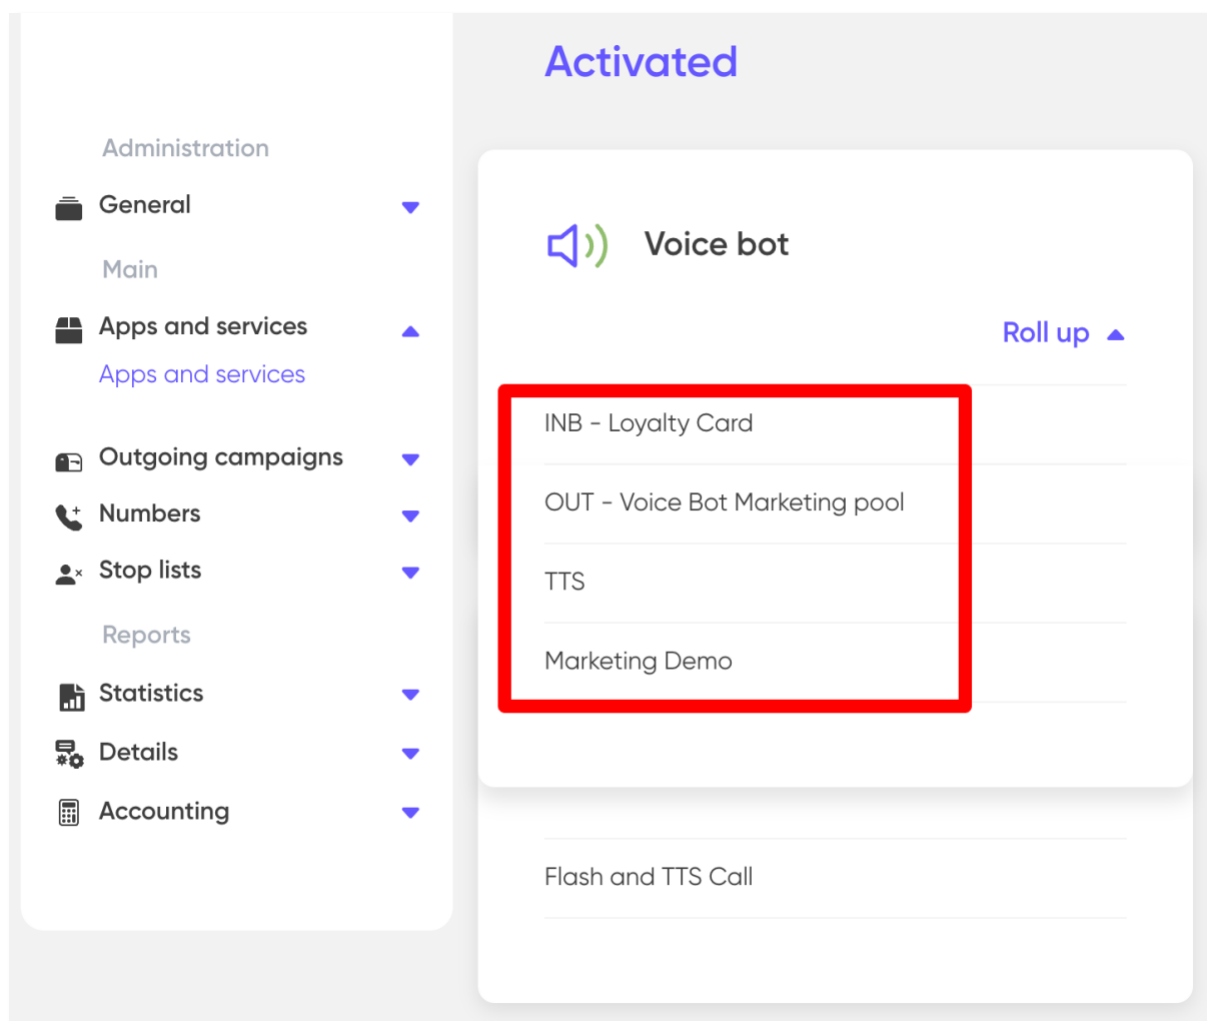 Activated
Administration
General
Main
Apps and services
Apps and services
Outgoing campaigns
Numbers
Stop lists
Reports
Statistics
Details
Accounting
Voice bot
Roll up
INB - Loyalty Card
OUT - Voice Bot Marketing pool
TTS
Marketing Demo
Flash and TTS Call